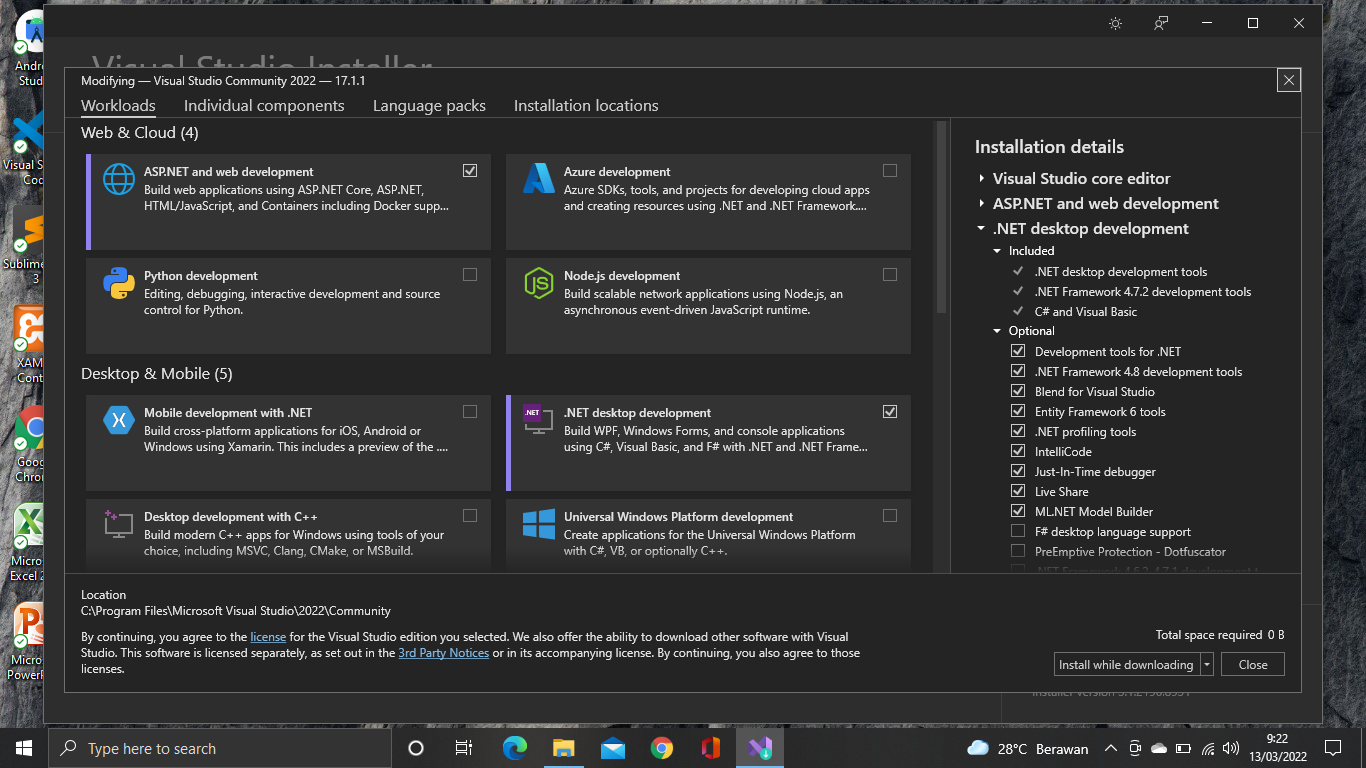 Andr
Stud
Visual S
Coc
Sublime
3
XAM
Cont
Goog
Chron
Micros
Excel 2
Micros
PowerP
Visual Studio Installer
Modifying — Visual Studio Community 2022 — 17.1.1
Workloads Individual components Language packs Installation locations
Web & Cloud (4)
ASP.NET and web development
Build web applications using ASP.NET Core, ASP.NET,
HTML/JavaScript, and Containers including Docker supp...
Azure development
Azure SDKs, tools, and projects for developing cloud apps
and creating resources using .NET and .NET Framework....
Python development
Editing, debugging, interactive development and source
control for Python.
Node.js development
Build scalable network applications using Node.js, an
asynchronous event-driven JavaScript runtime.
Desktop & Mobile (5)
Mobile development with .NET
Build cross-platform applications for iOS, Android or
Windows using Xamarin. This includes a preview of the ....
.NET
.NET desktop development
Build WPF, Windows Forms, and console applications
using C#, Visual Basic, and F# with .NET and .NET Frame...
Desktop development with C++
Build modern C++ apps for Windows using tools of your
choice, including MSVC, Clang, CMake, or MSBuild.
Universal Windows Platform development
Create applications for the Universal Windows Platform
with C#, VB, or optionally C++.
Installation details
Visual Studio core editor
ASP.NET and web development
.NET desktop development
Included
.NET desktop development tools
.NET Framework 4.7.2 development tools
C# and Visual Basic
Optional
Development tools for .NET
.NET Framework 4.8 development tools
Blend for Visual Studio
Entity Framework 6 tools
.NET profiling tools
IntelliCode
Just-In-Time debugger
Live Share
ML.NET Model Builder
F# desktop language support
PreEmptive Protection - Dotfuscator
Location
C:\Program Files\Microsoft Visual Studio\2022\Community
By continuing, you agree to the license for the Visual Studio edition you selected. We also offer the ability to download other software with Visual
Studio. This software is licensed separately, as set out in the 3rd Party Notices or in its accompanying license. By continuing, you also agree to those
licenses.
Total space required 0 B
Install while downloading Close
Type here to search
28°C Berawan
9:22
13/03/2022